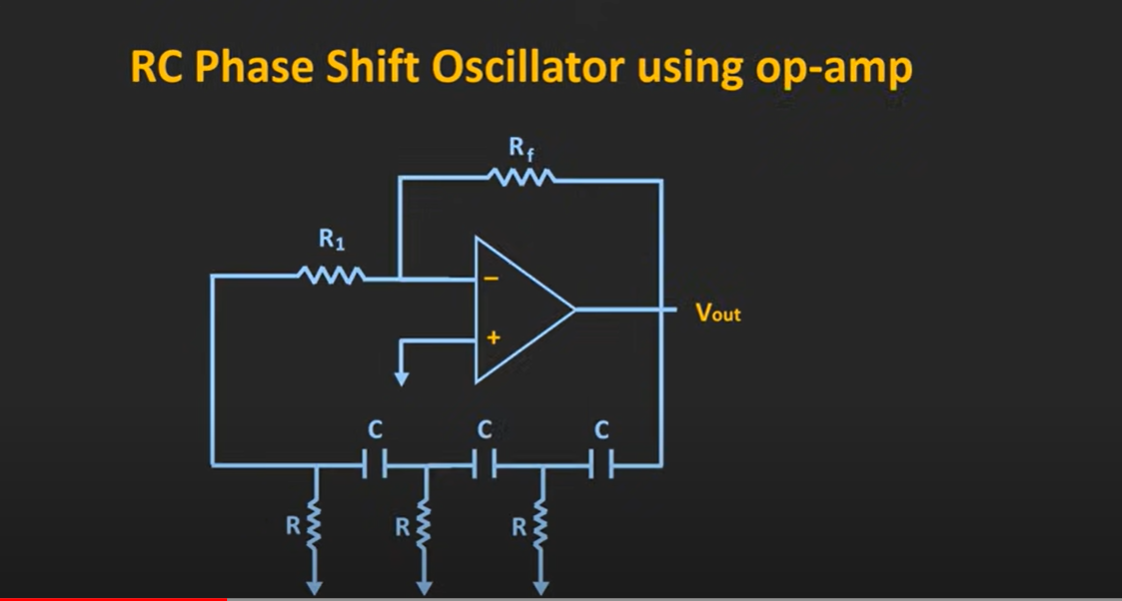 RC Phase Shift Oscillator using op-amp
Rf
R1
−
Vout
+
C C C
R R R